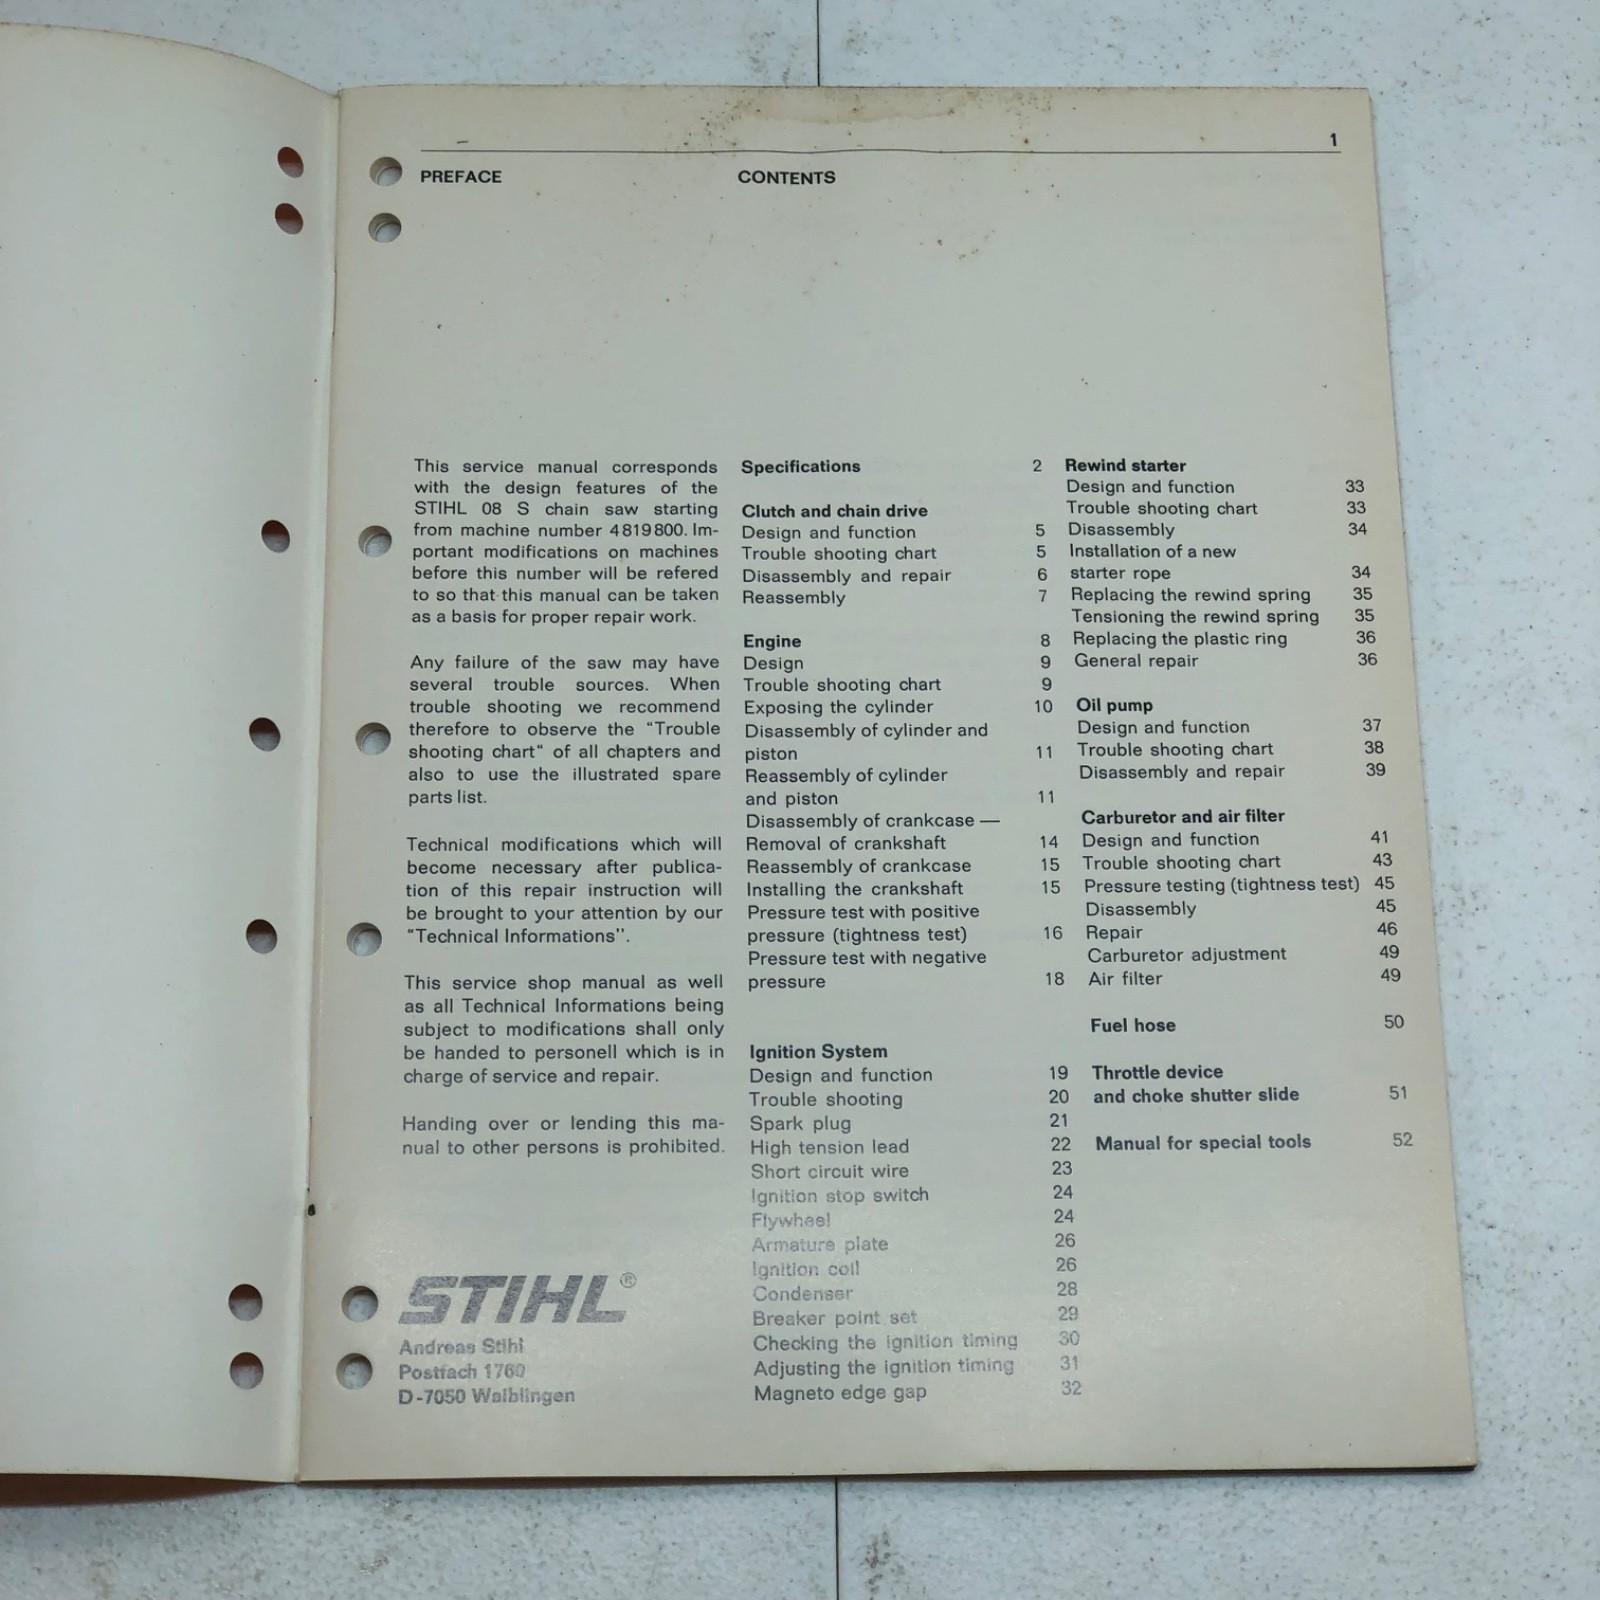 1
PREFACE
CONTENTS
This service manual corresponds
with the design features of the
STIHL 08 S chain saw starting
from machine number 4819800. Im-
portant modifications on machines
before this number will be refered
to so that this manual can be taken
as a basis for proper repair work.
Any failure of the saw may have
several trouble sources. When
trouble shooting we recommend
therefore to observe the “Trouble
shooting chart“ of all chapters and
also to use the illustrated spare
parts list.
Technical modifications which will
become necessary after publica-
tion of this repair instruction will
be brought to your attention by our
“Technical Informations”.
This service shop manual as well
as all Technical Informations being
subject to modifications shall only
be handed to personell which is in
charge of service and repair.
Handing over or lending this ma-
nual to other persons is prohibited.
STIHL®
Andreas Stihl
Postfach 1760
D-7050 Waiblingen
Specifications 2
Clutch and chain drive
Design and function 5
Trouble shooting chart 5
Disassembly and repair 6
Reassembly 7
Engine 8
Design 9
Trouble shooting chart 9
Exposing the cylinder 10
Disassembly of cylinder and
piston 11
Reassembly of cylinder
and piston 11
Disassembly of crankcase —
Removal of crankshaft 14
Reassembly of crankcase 15
Installing the crankshaft 15
Pressure test with positive
pressure (tightness test) 16
Pressure test with negative
pressure 18
Ignition System
Design and function 19
Trouble shooting 20
Spark plug 21
High tension lead 22
Short circuit wire 23
Ignition stop switch 24
Flywheel 24
Armature plate 26
Ignition coil 26
Condenser 28
Breaker point set 29
Checking the ignition timing 30
Adjusting the ignition timing 31
Magneto edge gap 32
Rewind starter
Design and function 33
Trouble shooting chart 33
Disassembly 34
Installation of a new
starter rope 34
Replacing the rewind spring 35
Tensioning the rewind spring 35
Replacing the plastic ring 36
General repair 36
Oil pump
Design and function 37
Trouble shooting chart 38
Disassembly and repair 39
Carburetor and air filter
Design and function 41
Trouble shooting chart 43
Pressure testing (tightness test) 45
Disassembly 45
Repair 46
Carburetor adjustment 49
Air filter 49
Fuel hose 50
Throttle device
and choke shutter slide 51
Manual for special tools 52